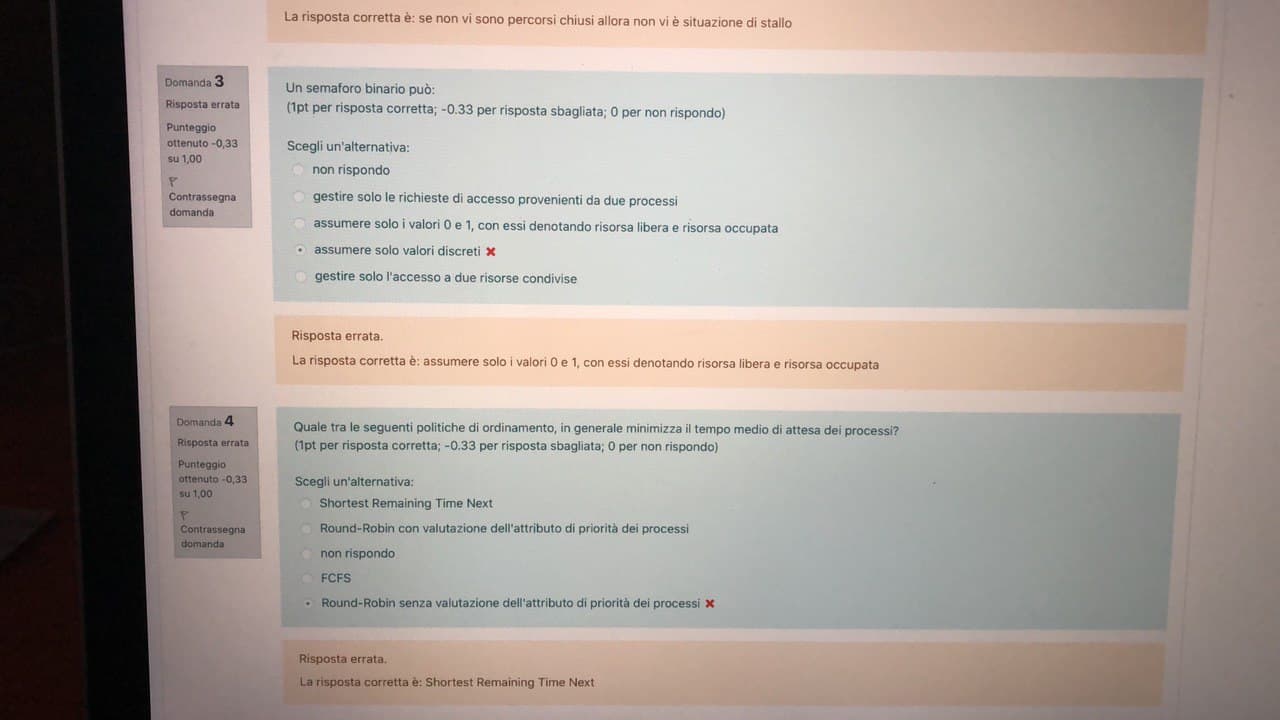 La risposta corretta è: se non vi sono percorsi chiusi allora non vi è situazione di stallo
Domanda 3
Risposta errata
Punteggio
ottenuto -0,33
su 1,00
Contrassegna
domanda
Un semaforo binario può:
(1pt per risposta corretta; -0.33 per risposta sbagliata; 0 per non rispondo)
Scegli un'alternativa:
non rispondo
gestire solo le richieste di accesso provenienti da due processi
assumere solo i valori 0 e 1, con essi denotando risorsa libera e risorsa occupata
assumere solo valori discreti
gestire solo l'accesso a due risorse condivise
Risposta errata.
La risposta corretta è: assumere solo i valori 0 e 1, con essi denotando risorsa libera e risorsa occupata
Domanda 4
Risposta errata
Punteggio
ottenuto -0,33
su 1,00
Contrassegna
domanda
Quale tra le seguenti politiche di ordinamento, in generale minimizza il tempo medio di attesa dei processi?
(1pt per risposta corretta; -0.33 per risposta sbagliata; 0 per non rispondo)
Scegli un'alternativa:
Shortest Remaining Time Next
Round-Robin con valutazione dell'attributo di priorità dei processi
non rispondo
FCFS
Round-Robin senza valutazione dell'attributo di priorità dei processi
Risposta errata.
La risposta corretta è: Shortest Remaining Time Next